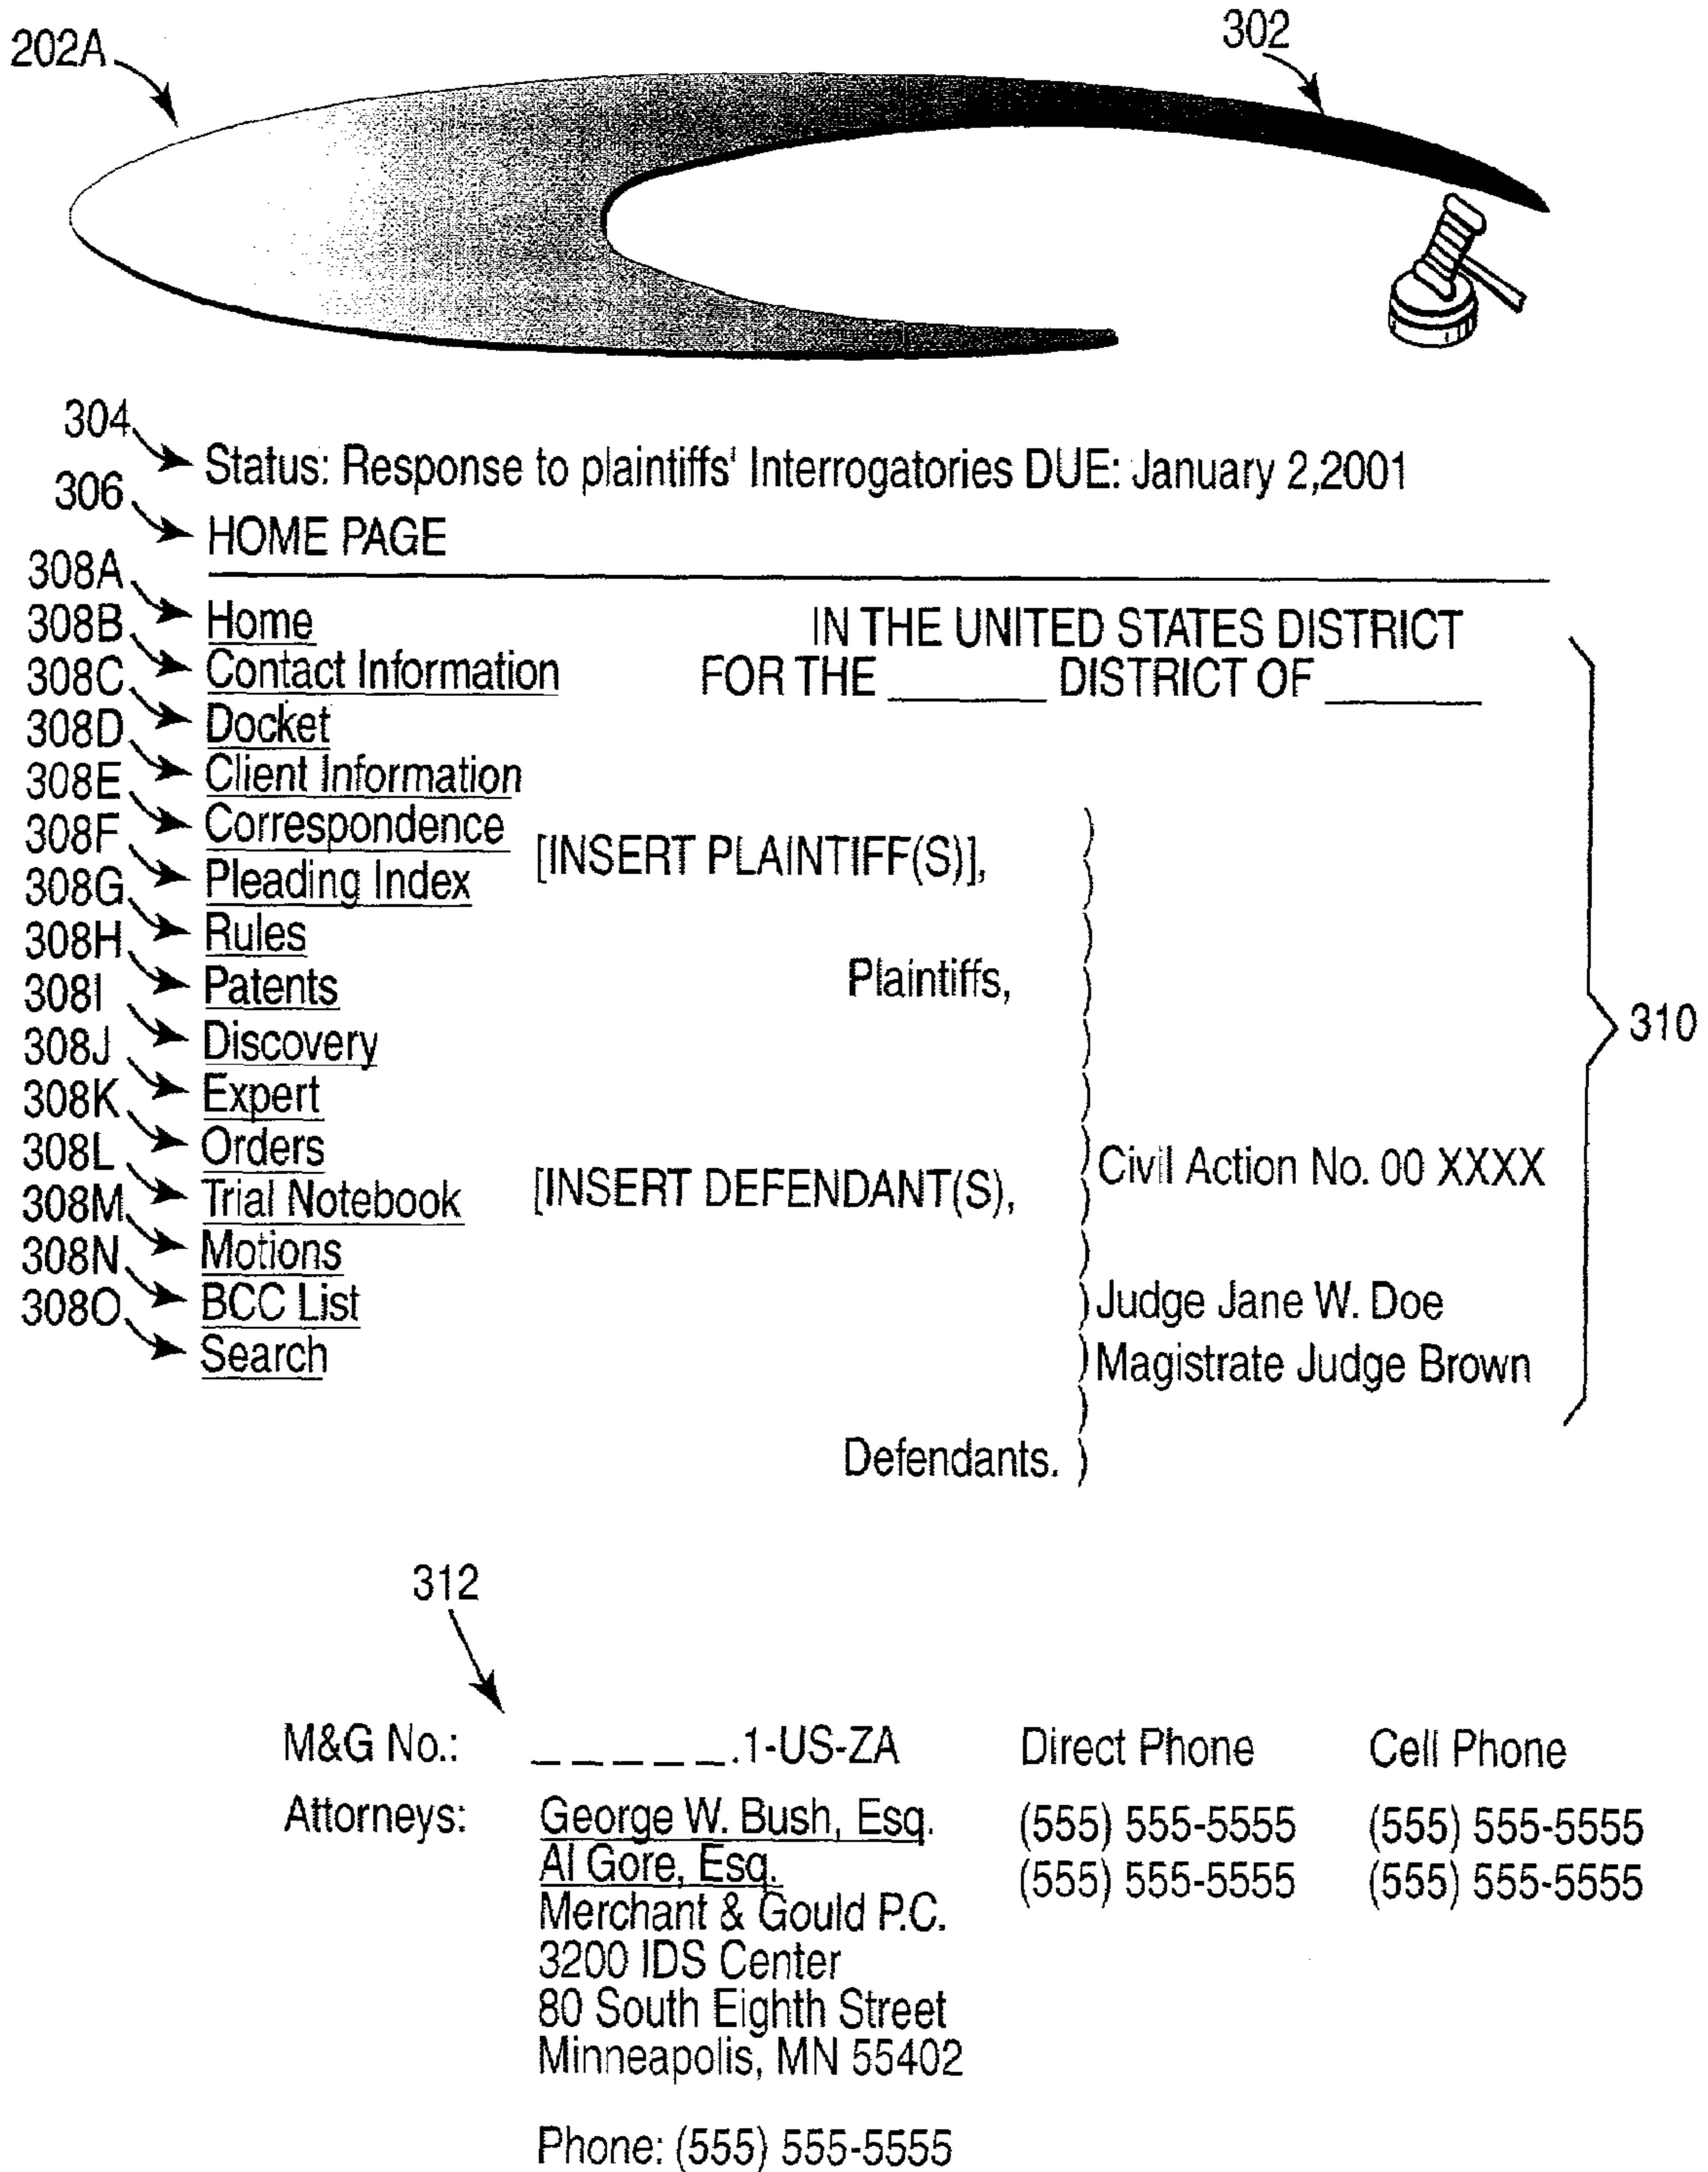 202A
302
304
Status: Response to plaintiffs' Interrogatories DUE: January 2,2001
306
HOME PAGE
308A
Home
IN THE UNITED STATES DISTRICT
308B
Contact Information
FOR THE ______ DISTRICT OF ______
308C
Docket
308D
Client Information
308E
Correspondence
308F
[INSERT PLAINTIFF(S)],
Pleading Index
308G
Rules
308H
Patents
Plaintiffs,
308I
Discovery
310
308J
Expert
308K
Orders
Civil Action No. 00 XXXX
308L
Trial Notebook
[INSERT DEFENDANT(S),
308M
Motions
308N
BCC List
Judge Jane W. Doe
308O
Search
Magistrate Judge Brown
Defendants.
312
M&G No.: _ _ _ _ _.1-US-ZA Direct Phone Cell Phone
Attorneys: George W. Bush, Esq. (555) 555-5555 (555) 555-5555
Al Gore, Esq. (555) 555-5555 (555) 555-5555
Merchant & Gould P.C.
3200 IDS Center
80 South Eighth Street
Minneapolis, MN 55402
Phone: (555) 555-5555